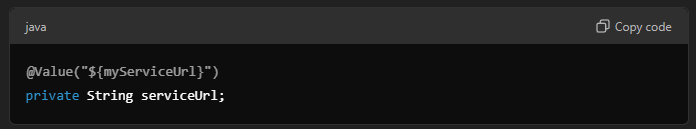 java
Copy code
@Value("${myServiceUrl}")
private String serviceUrl;